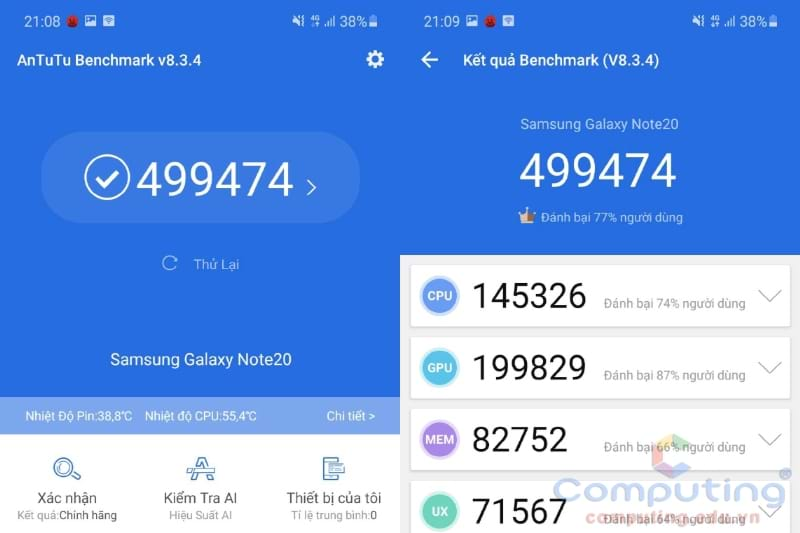 21:08
4G
38%
AnTuTu Benchmark v8.3.4
499474
Thử Lại
Samsung Galaxy Note20
Nhiệt Độ Pin:38,8℃ Nhiệt độ CPU:55,4℃ Chi tiết >
Xác nhận
Kết quả:Chính hãng
Kiểm Tra AI
Hiệu Suất AI
Thiết bị của tôi
Tỉ lệ trung bình:0
21:09
4G
38%
Kết quả Benchmark (V8.3.4)
Samsung Galaxy Note20
499474
Đánh bại 77% người dùng
CPU 145326 Đánh bại 74% người dùng
GPU 199829 Đánh bại 87% người dùng
MEM 82752 Đánh bại 66% người dùng
UX 71567 Đánh bại 64% người dùng
Computing®
computing.edu.vn